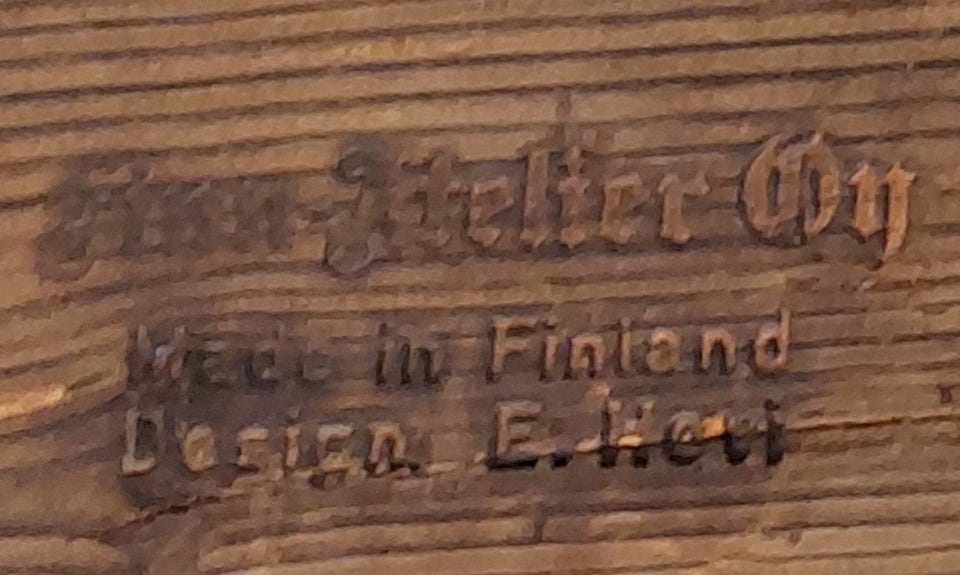 Atelier Oy
Made in Finland
Design E.